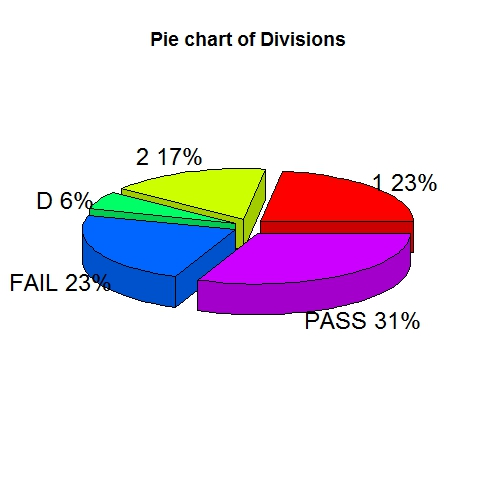 Pie chart of Divisions
2 17%
1 23%
D 6%
FAIL 23%
PASS 31%